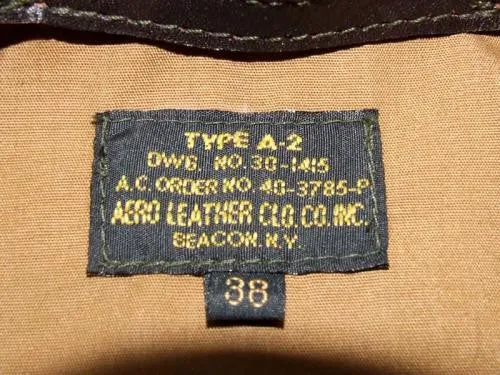 TYPE A-2
DWG NO. 30-1415
A.C. ORDER NO. 40-3785-P
AERO LEATHER CLO. CO. INC.
BEACON, N.Y.
38